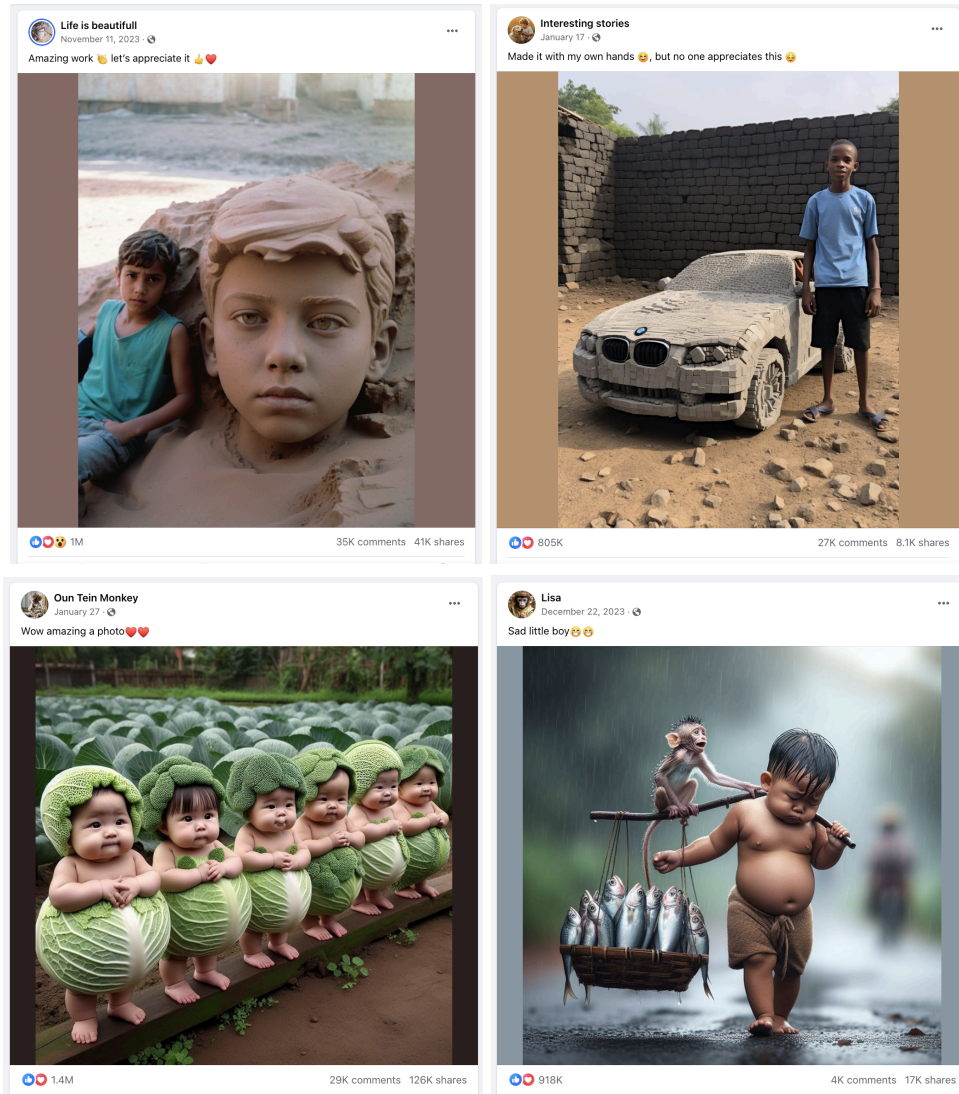 Life is beautifull
November 11, 2023 ·
Amazing work 👏 let's appreciate it 👍❤️
1M
35K comments 41K shares
Interesting stories
January 17 ·
Made it with my own hands 🥺, but no one appreciates this 😔
805K
27K comments 8.1K shares
Oun Tein Monkey
January 27 ·
Wow amazing a photo❤️❤️
1.4M
29K comments 126K shares
Lisa
December 22, 2023 ·
Sad little boy😁😁
918K
4K comments 17K shares